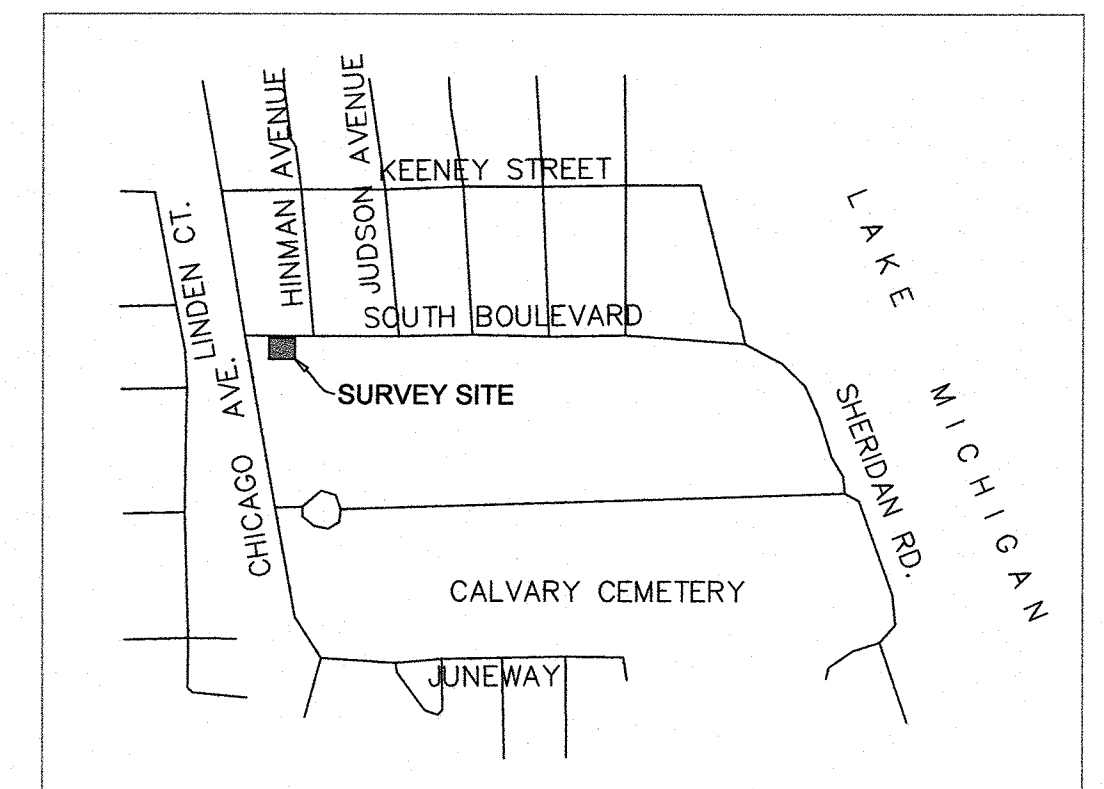 HINMAN AVENUE
JUDSON AVENUE
KEENEY STREET
LINDEN CT.
SOUTH BOULEVARD
SURVEY SITE
CHICAGO AVE.
SHERIDAN RD.
LAKE MICHIGAN
CALVARY CEMETERY
JUNEWAY